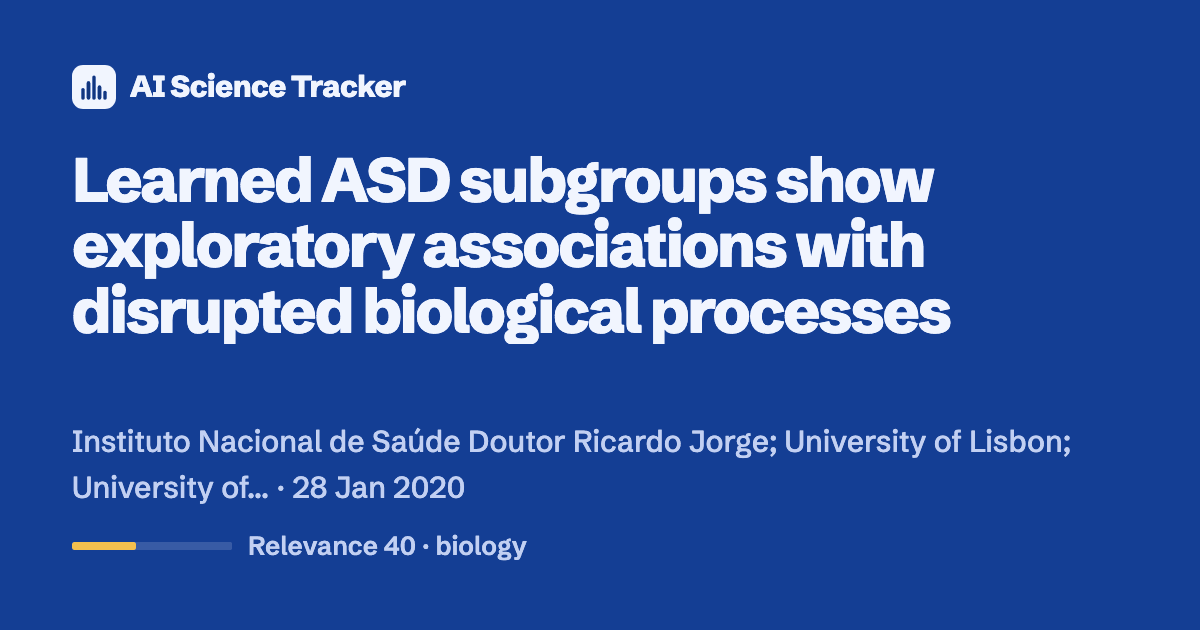 AI Science Tracker
Learned ASD subgroups show
exploratory associations with
disrupted biological processes
Instituto Nacional de Saúde Doutor Ricardo Jorge; University of Lisbon;
University of... · 28 Jan 2020
Relevance 40 · biology